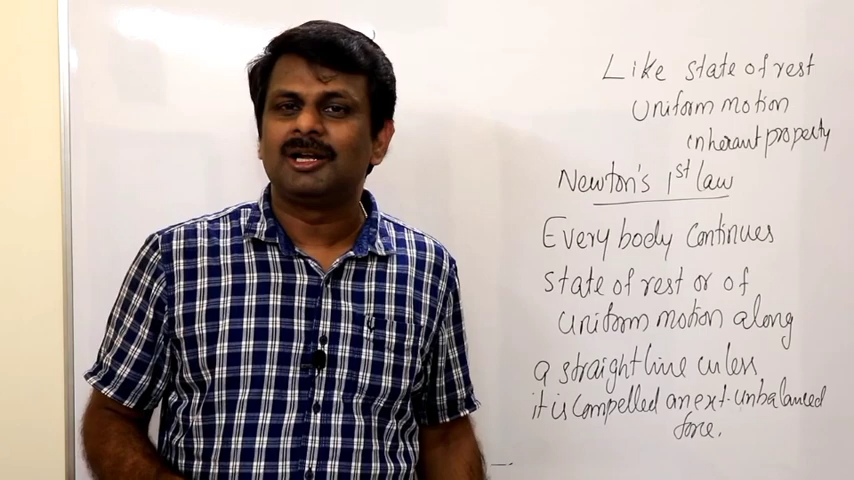 Like state of rest
uniform motion
inherant property
Newton's 1st law
Every body continues
state of rest or of
uniform motion along
a straight line unless
it is compelled an ext. unbalanced
force.